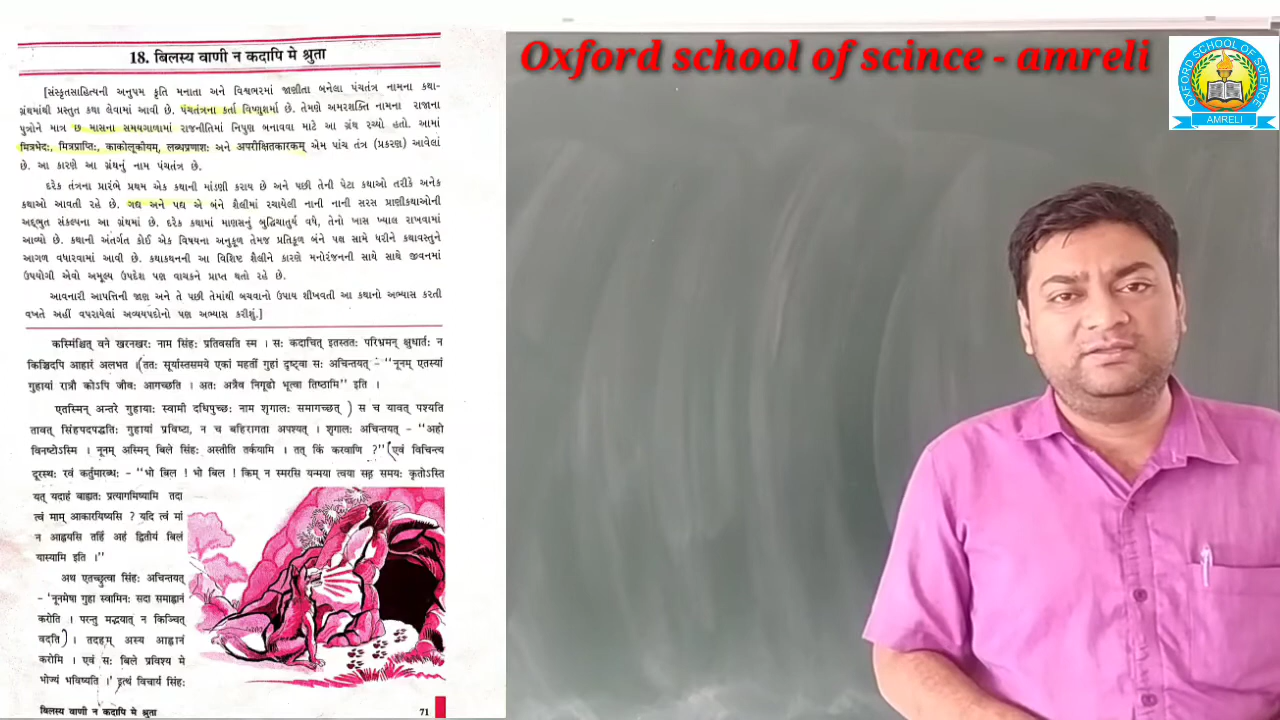 18. बिलस्य वाणी न कदापि मे श्रुता
[સંસ્કૃતસાહિત્યની અનુપમ કૃતિ મનાતા અને વિશ્વભરમાં જાણીતા બનેલા પંચતંત્ર નામના કથા-
ગ્રંથમાંથી પ્રસ્તુત કથા લેવામાં આવી છે. પંચતંત્રના કર્તા વિષ્ણુશર્મા છે. તેમણે અમરશક્તિ નામના રાજાના
પુત્રોને માત્ર છ માસના સમયગાળામાં રાજનીતિમાં નિપુણ બનાવવા માટે આ ગ્રંથ રચ્યો હતો. આમાં
मित्रभेदः, मित्रप्राप्तिः, काकोलूकीयम्, लब्धप्रणाशः અને अपरीक्षितकारकम् એમ પાંચ તંત્ર (પ્રકરણ) આવેલાં
છે. આ કારણે આ ગ્રંથનું નામ પંચતંત્ર છે.
દરેક તંત્રના પ્રારંભે પ્રથમ એક કથાની માંડણી કરાય છે અને પછી તેની પેટા કથાઓ તરીકે અનેક
કથાઓ આવતી રહે છે. ગદ્ય અને પદ્ય એ બંને શૈલીમાં રચાયેલી નાની નાની સરસ પ્રાણીકથાઓની
અદ્ભુત સંકલ્પના આ ગ્રંથમાં છે. દરેક કથામાં માણસનું બુદ્ધિચાતુર્ય વધે, તેનો ખાસ ખ્યાલ રાખવામાં
આવ્યો છે. કથાની અંતર્ગત કોઈ એક વિષયના અનુકૂળ તેમજ પ્રતિકૂળ બંને પક્ષ સામે ધરીને કથાવસ્તુને
આગળ વધારવામાં આવી છે. કથાકથનની આ વિશિષ્ટ શૈલીને કારણે મનોરંજનની સાથે સાથે જીવનમાં
ઉપયોગી એવો અમૂલ્ય ઉપદેશ પણ વાચકને પ્રાપ્ત થતો રહે છે.
આવનારી આપત્તિની જાણ અને તે પછી તેમાંથી બચવાનો ઉપાય શીખવતી આ કથાનો અભ્યાસ કરતી
વખતે અહીં વપરાયેલાં અવ્યયપદોનો પણ અભ્યાસ કરીશું.]
कस्मिंश्चित् वने खरनखरः नाम सिंहः प्रतिवसति स्म । सः कदाचित् इतस्ततः परिभ्रमन् क्षुधार्तः न
किञ्चिदपि आहारं अलभत । (ततः सूर्यास्तसमये एकां महतीं गुहां दृष्ट्वा सः अचिन्तयत् - "नूनम् एतस्यां
गुहायां रात्रौ कोऽपि जीवः आगच्छति । अतः अत्रैव निगूढो भूत्वा तिष्ठामि" इति ।
एतस्मिन् अन्तरे गुहायाः स्वामी दधिपुच्छः नाम शृगालः समागच्छत् ) स च यावत् पश्यति
तावत् सिंहपदपद्धतिः गुहायां प्रविष्टा, न च बहिरागता अपश्यत् । शृगालः अचिन्तयत् - "अहो
विनष्टोऽस्मि । नूनम् अस्मिन् बिले सिंहः अस्तीति तर्कयामि । तत् किं करवाणि ?" (एवं विचिन्त्य
दूरस्थः रवं कर्तुमारब्धः - "भो बिल ! भो बिल ! किम् न स्मरसि यन्मया त्वया सह समयः कृतोऽस्ति
यत् यदाहं बाह्यतः प्रत्यागमिष्यामि तदा
त्वं माम् आकारयिष्यसि ? यदि त्वं मां
न आह्वयसि तर्हि अहं द्वितीयं बिलं
यास्यामि इति ।"
अथ एतच्छ्रुत्वा सिंहः अचिन्तयत्
- 'नूनमेषा गुहा स्वामिनः सदा समाह्वानं
करोति । परन्तु मद्भयात् न किञ्चित्
वदति) । तदहम् अस्य आह्वानं
करोमि । एवं सः बिले प्रविश्य मे
भोज्यं भविष्यति ।' इत्थं विचार्य सिंहः
बिलस्य वाणी न कदापि मे श्रुता 71
Oxford school of scince - amreli
OXFORD SCHOOL OF SCIENCE
AMRELI